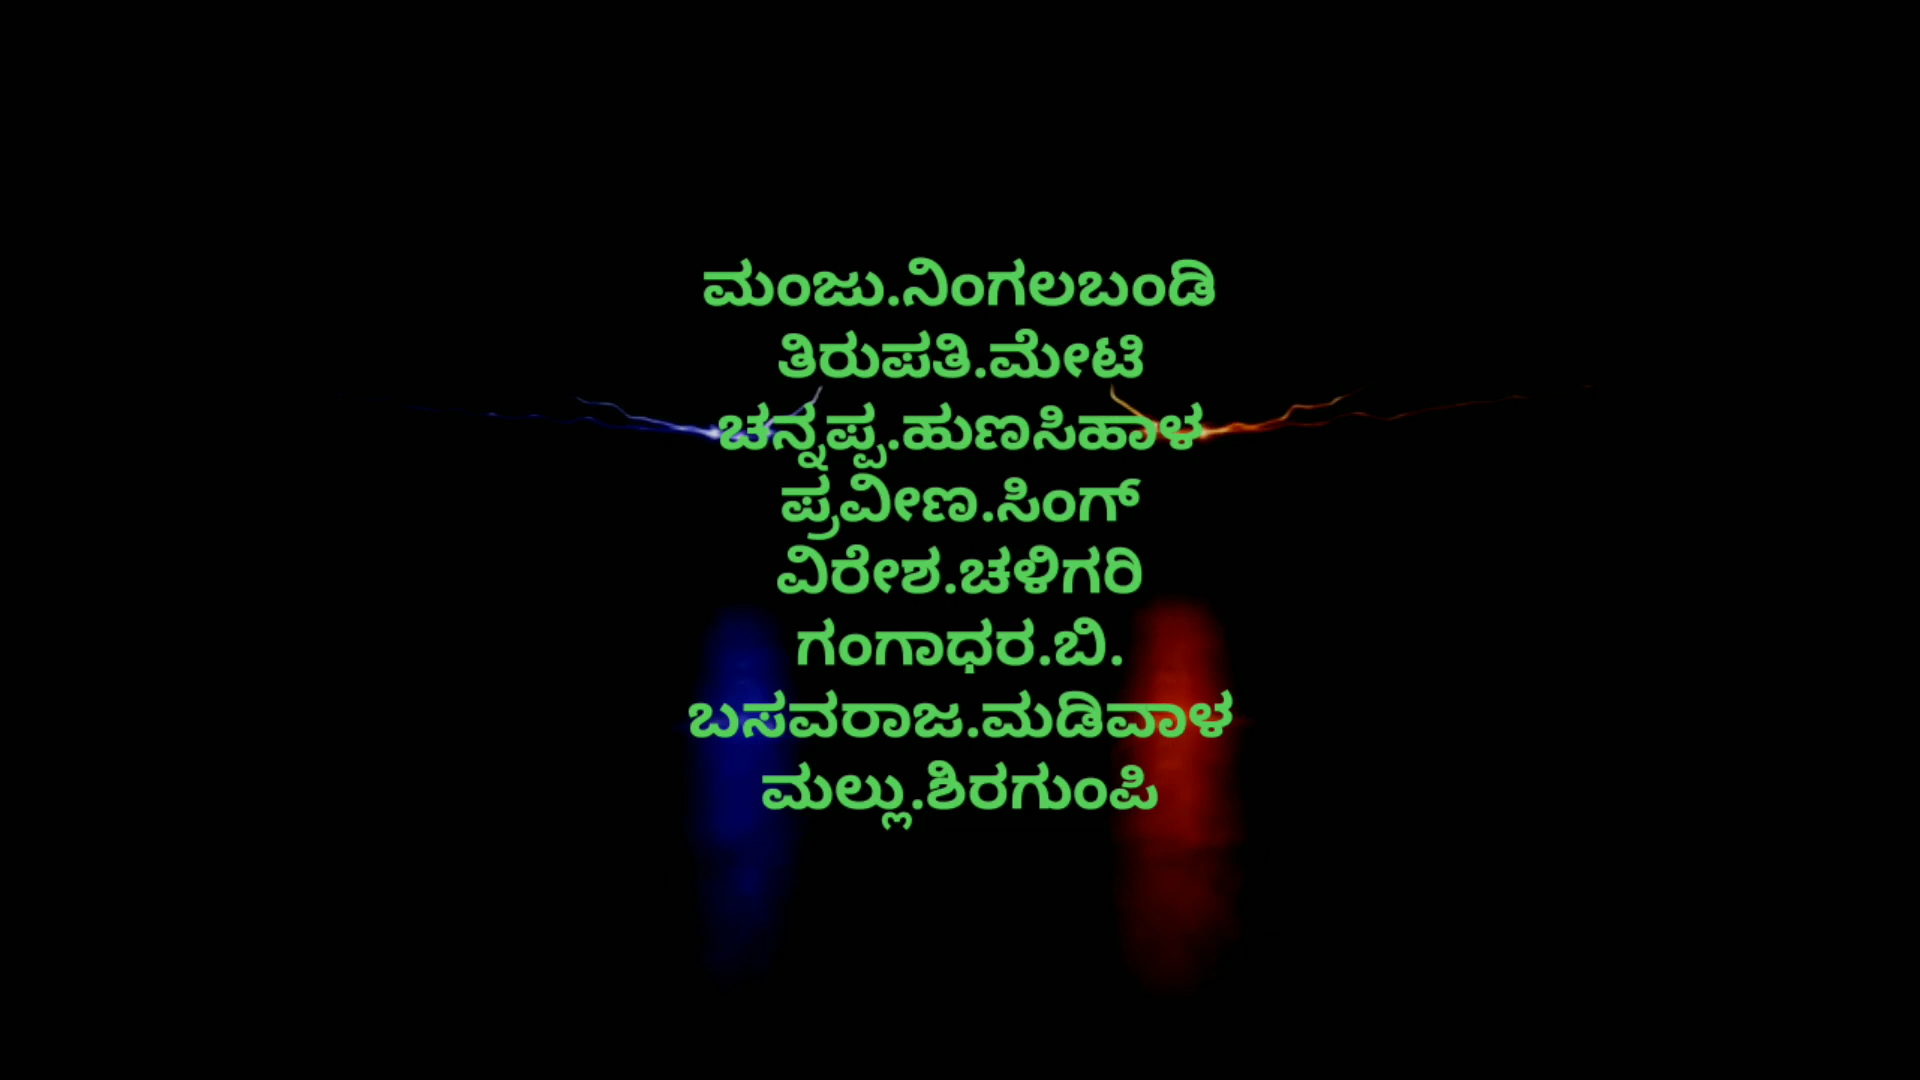 ಮಂಜು.ನಿಂಗಲಬಂಡಿ
ತಿರುಪತಿ.ಮೇಟಿ
ಚನ್ನಪ್ಪ.ಹುಣಸಿಹಾಳ
ಪ್ರವೀಣ.ಸಿಂಗ್
ವಿರೇಶ.ಚಳಿಗರಿ
ಗಂಗಾಧರ.ಬಿ.
ಬಸವರಾಜ.ಮಡಿವಾಳ
ಮಲ್ಲು.ಶಿರಗುಂಪಿ